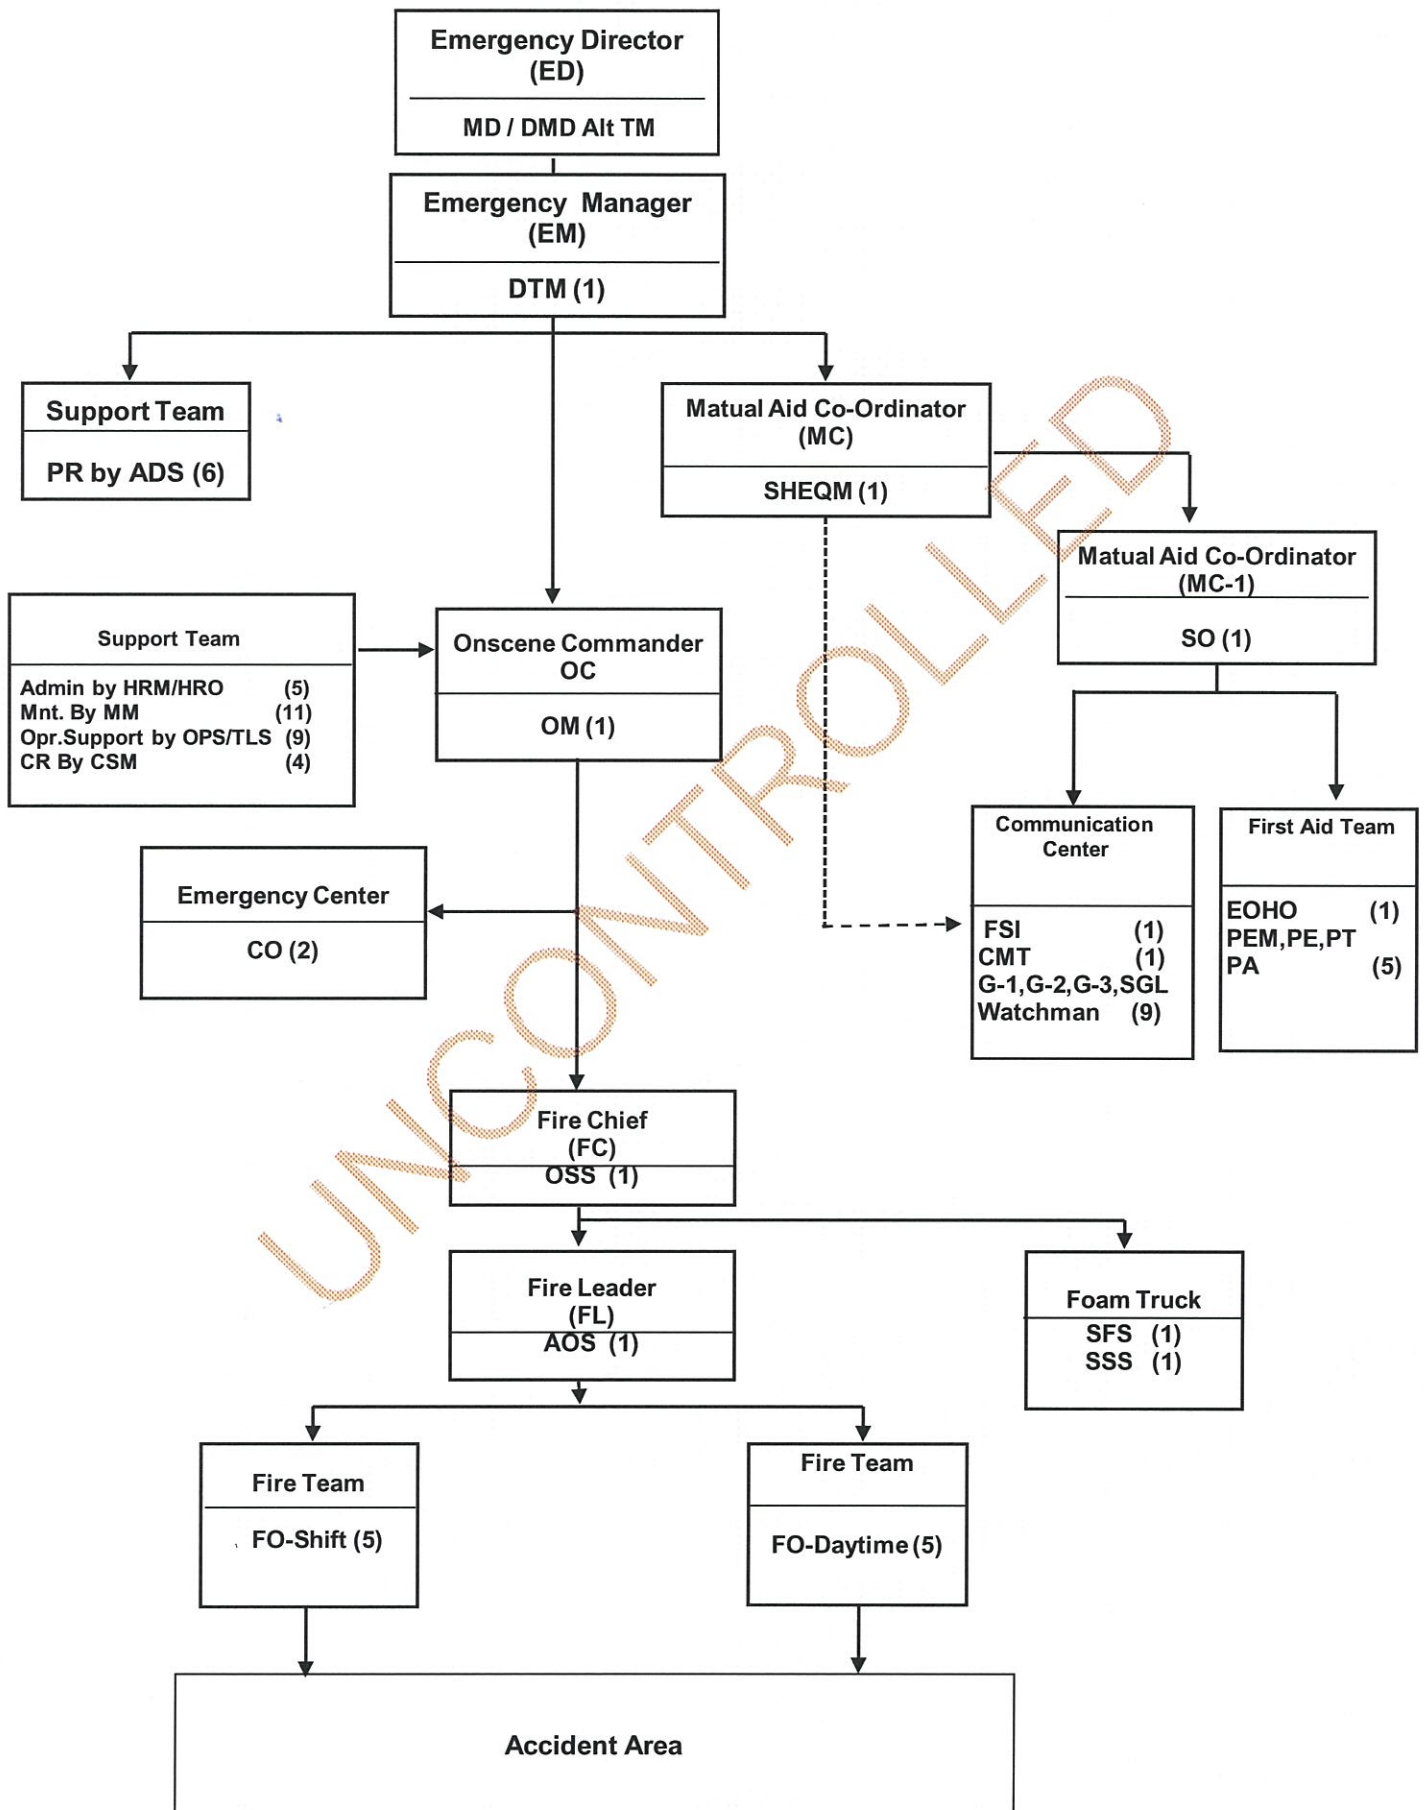 Emergency Director
(ED)
MD / DMD Alt TM
Emergency Manager
(EM)
DTM (1)
Support Team
PR by ADS (6)
Matual Aid Co-Ordinator
(MC)
SHEQM (1)
Matual Aid Co-Ordinator
(MC-1)
SO (1)
Support Team
Admin by HRM/HRO (5)
Mnt. By MM (11)
Opr.Support by OPS/TLS (9)
CR By CSM (4)
Onscene Commander
OC
OM (1)
Emergency Center
CO (2)
Communication
Center
FSI (1)
CMT (1)
G-1,G-2,G-3,SGL
Watchman (9)
First Aid Team
EOHO (1)
PEM,PE,PT
PA (5)
Fire Chief
(FC)
OSS (1)
Fire Leader
(FL)
AOS (1)
Foam Truck
SFS (1)
SSS (1)
Fire Team
FO-Shift (5)
Fire Team
FO-Daytime (5)
Accident Area
UNCONTROLLED